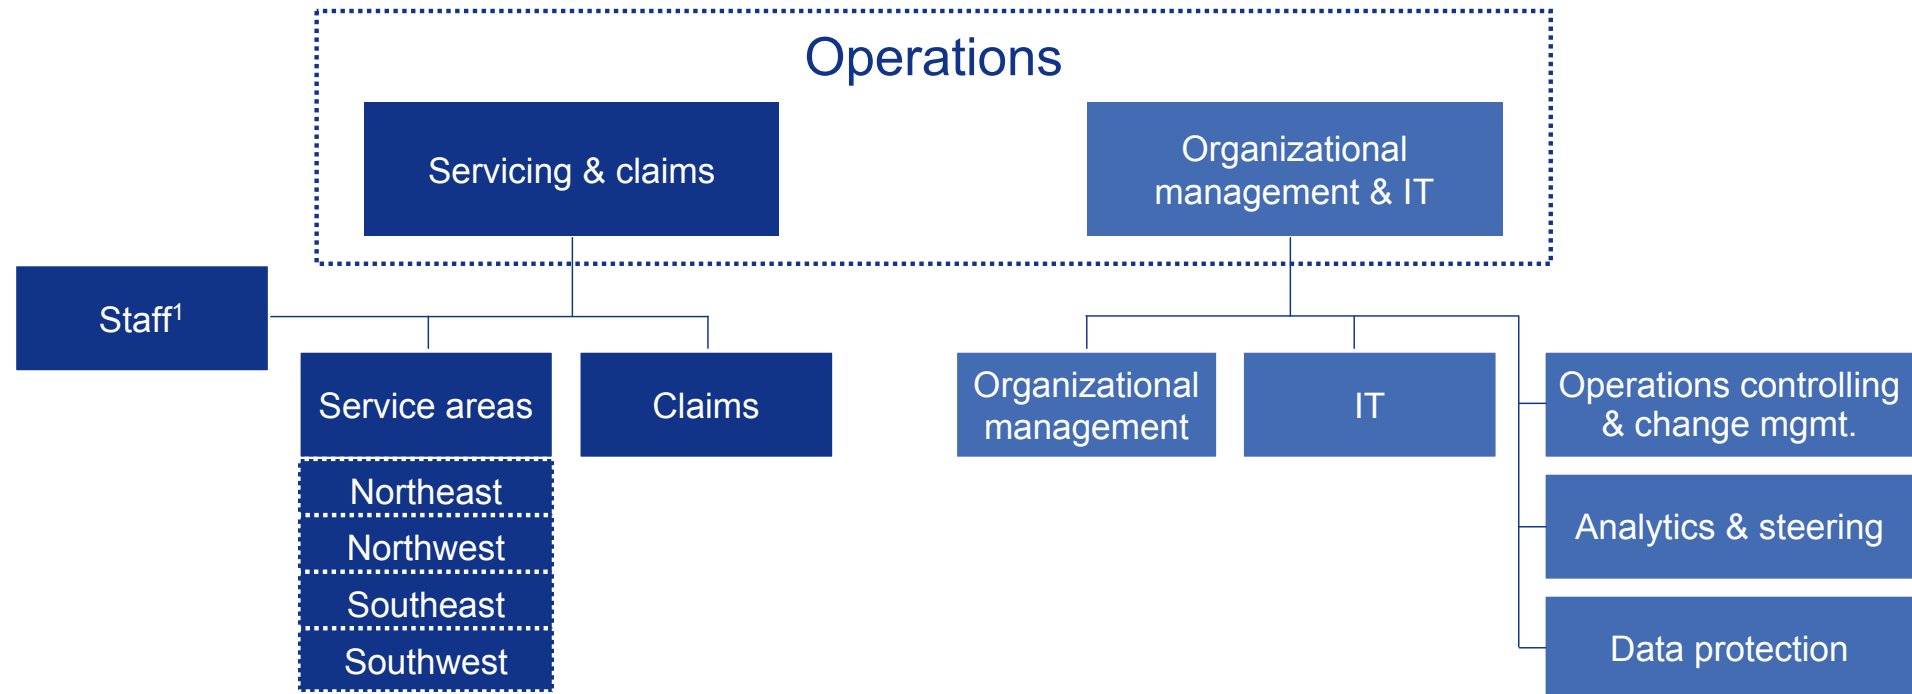 Operations
Servicing & claims
Organizational
management & IT
Staff¹
Service areas
Claims
Organizational
management
IT
Operations controlling
& change mgmt.
Northeast
Northwest
Southeast
Southwest
Analytics & steering
Data protection